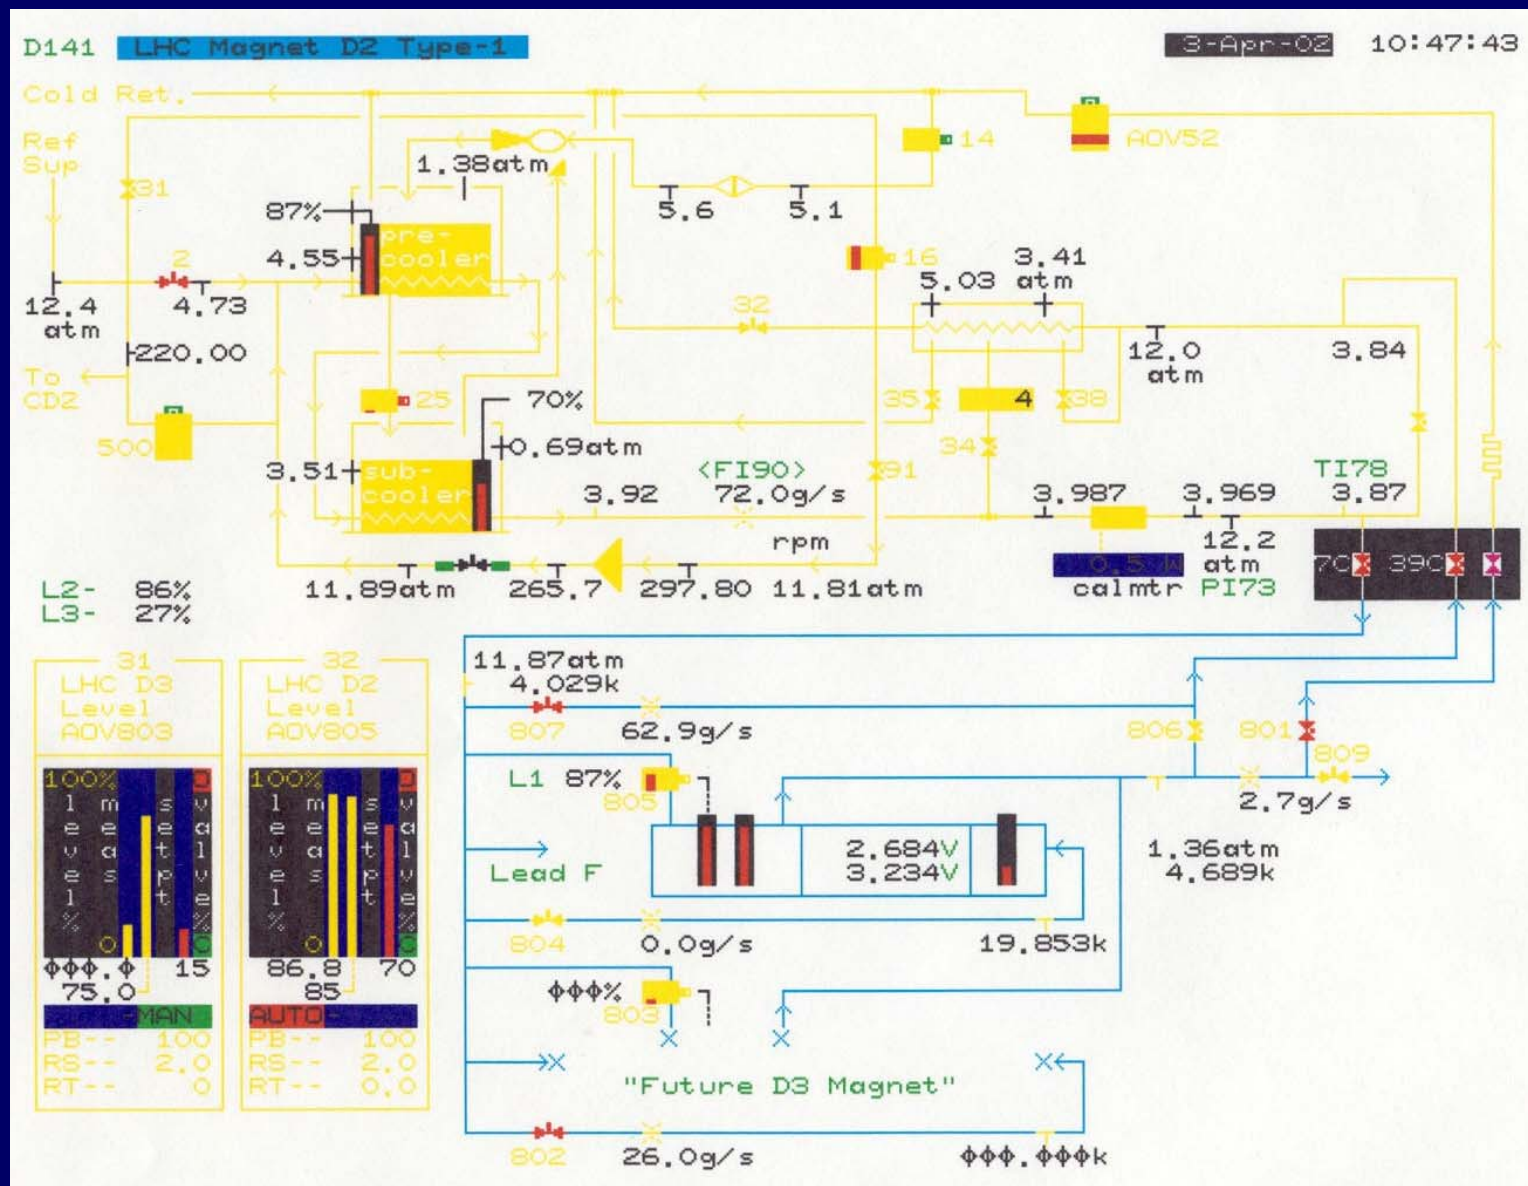 D141 LHC Magnet D2 Type-1 3-Apr-02 10:47:43
Cold Ret.
Ref
Sup
14 AOV52
1.38atm
31
5.6 5.1
87%
pre-
cooler
2 4.55 16
3.41
5.03 atm
12.4
atm
4.73
32
220.00
12.0
atm
3.84
To
CD2
25 70% 35 4 38
500
0.69atm
34
3.51
sub-
cooler
<FI90>
91
TI78
3.92 72.0g/s 3.987 3.969 3.87
rpm
12.2
atm
0.5 W
calmtr PI73
7C 39C
L2- 86%
L3- 27%
11.89atm 265.7 297.80 11.81atm
31
LHC D3
Level
AOV803
32
LHC D2
Level
AOV805
11.87atm
4.029k
807 62.9g/s 806 801 809
L1 87%
805
2.7g/s
100% level% meas setpt valve% D
0 C
100% level% meas setpt valve% D
0 C
2.684V
3.234V
1.36atm
4.689k
Lead F
804 0.0g/s 19.853k
ɸɸɸ.ɸ 15
75.0
86.8 70
85
MAN
AUTO
PB-- 100
RS-- 2.0
RT-- 0
PB-- 100
RS-- 2.0
RT-- 0.0
ɸɸɸ%
803
"Future D3 Magnet"
802 26.0g/s ɸɸɸ.ɸɸɸk
32